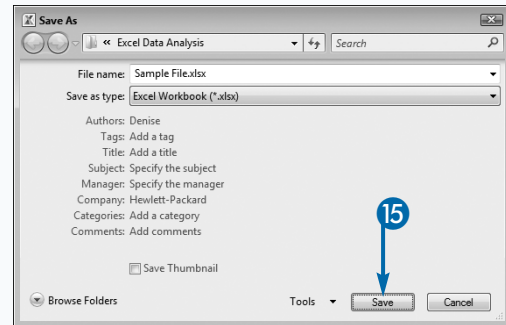 Save As
« Excel Data Analysis
Search
File name: Sample File.xlsx
Save as type: Excel Workbook (*.xlsx)
Authors: Denise
Tags: Add a tag
Title: Add a title
Subject: Specify the subject
Manager: Specify the manager
Company: Hewlett-Packard
Categories: Add a category
Comments: Add comments
15
Save Thumbnail
Browse Folders Tools Save Cancel